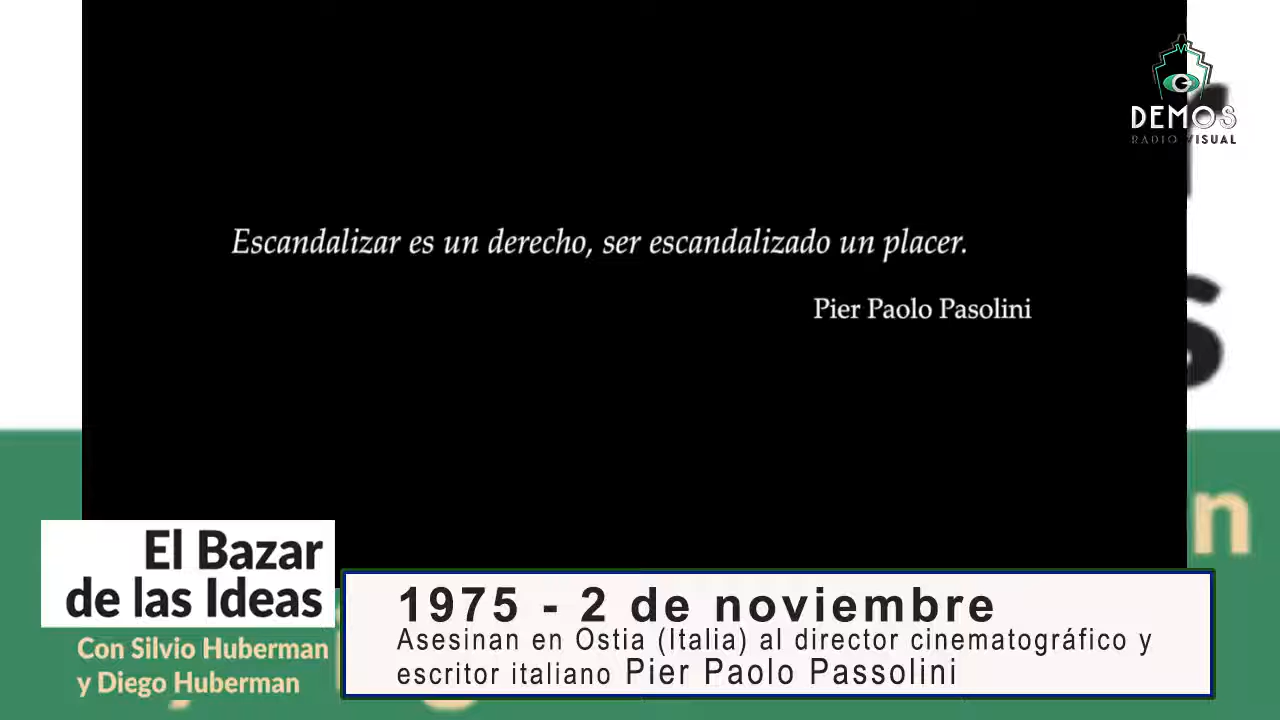 DEMOS
RADIO VISUAL
Escandalizar es un derecho, ser escandalizado un placer.
Pier Paolo Pasolini
El Bazar
de las Ideas
Con Silvio Huberman
y Diego Huberman
1975 - 2 de noviembre
Asesinan en Ostia (Italia) al director cinematográfico y
escritor italiano Pier Paolo Passolini